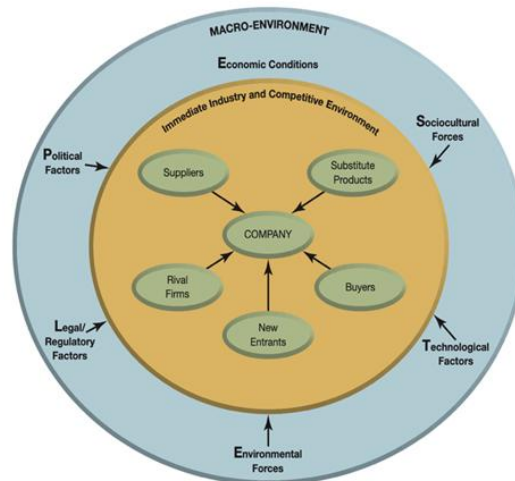 MACRO-ENVIRONMENT
Economic Conditions
Immediate Industry and Competitive Environment
Political
Factors
Sociocultural
Forces
Suppliers
Substitute
Products
COMPANY
Rival
Firms
Buyers
New
Entrants
Legal/
Regulatory
Factors
Technological
Factors
Environmental
Forces